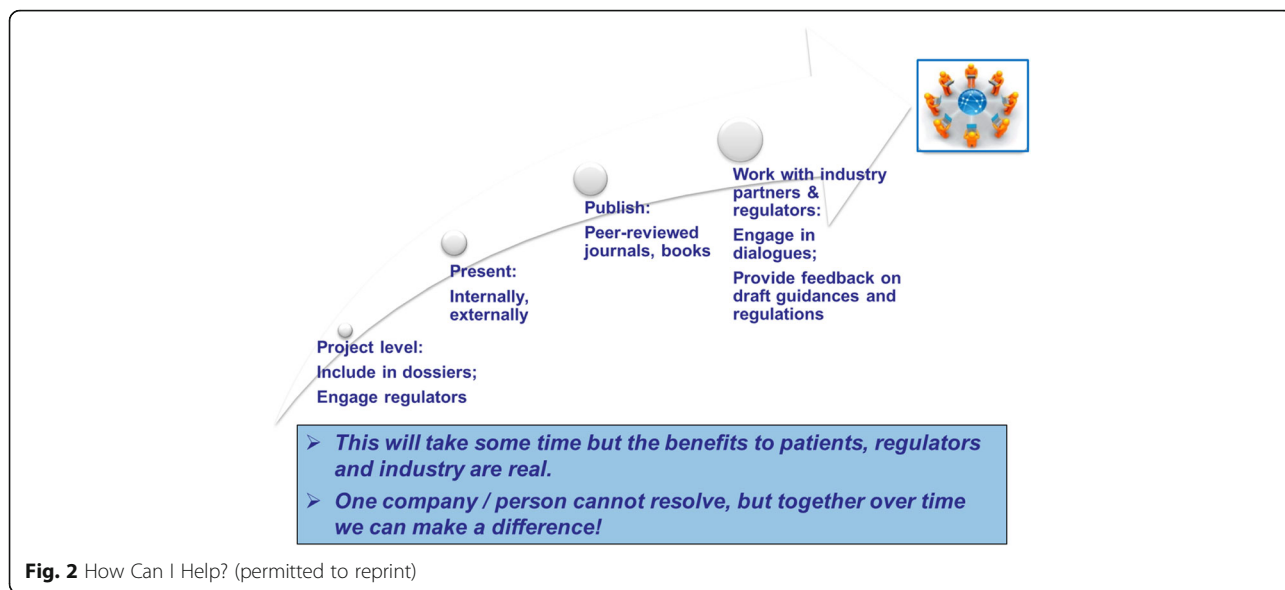 Project level:
Include in dossiers;
Engage regulators
Present:
Internally,
externally
Publish:
Peer-reviewed
journals, books
Work with industry
partners &
regulators:
Engage in
dialogues;
Provide feedback on
draft guidances and
regulations
➢ This will take some time but the benefits to patients, regulators
and industry are real.
➢ One company / person cannot resolve, but together over time
we can make a difference!
Fig. 2 How Can I Help? (permitted to reprint)